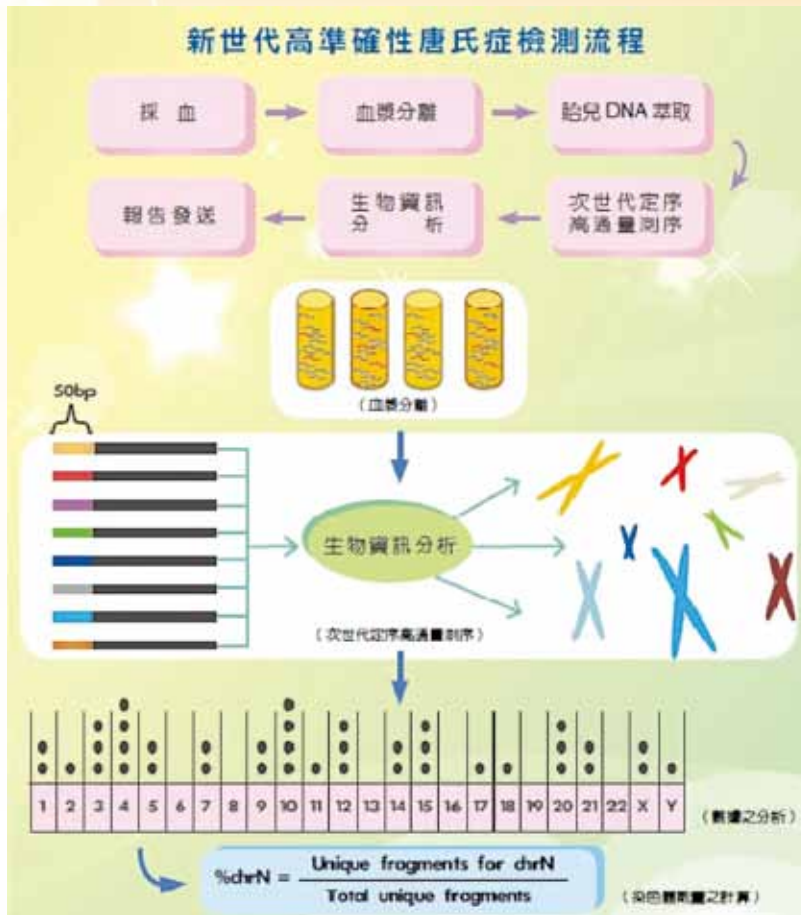 新世代高準確性唐氏症檢測流程
採血
血漿分離
胎兒DNA萃取
次世代定序
高通量測序
生物資訊
分析
報告發送
(血漿分離)
50bp
生物資訊分析
(次世代定序高通量測序)
1 2 3 4 5 6 7 8 9 10 11 12 13 14 15 16 17 18 19 20 21 22 X Y
(數據之分析)
%chrN = Unique fragments for chrN
Total unique fragments
(染色體數量之計算)